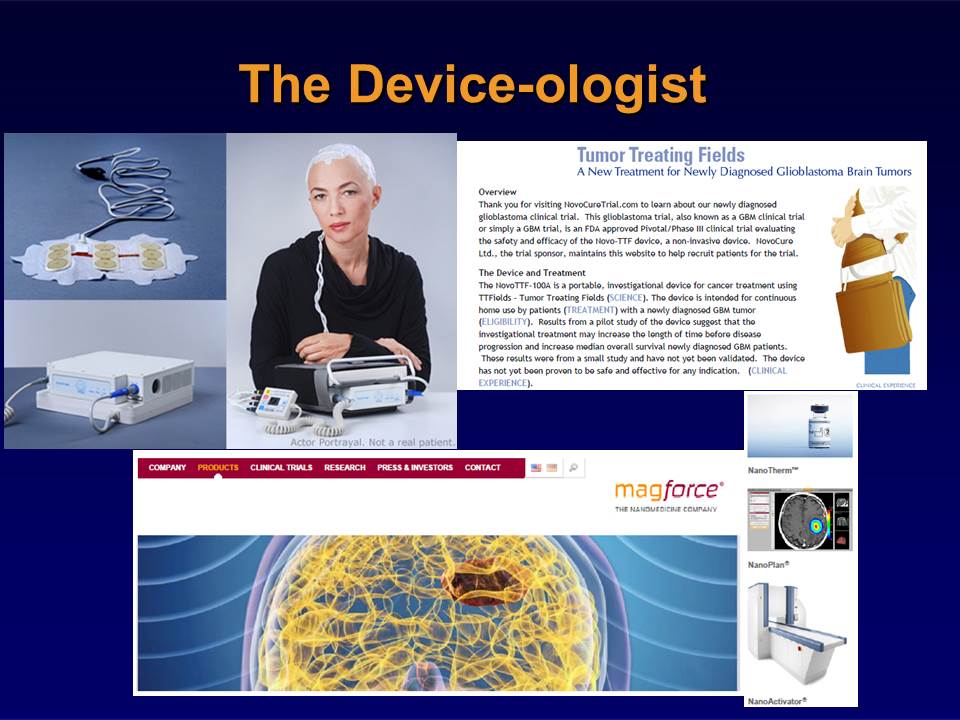 The Device-ologist
Actor Portrayal. Not a real patient.
Tumor Treating Fields
A New Treatment for Newly Diagnosed Glioblastoma Brain Tumors
Overview
Thank you for visiting NovoCureTrial.com to learn about our newly diagnosed
glioblastoma clinical trial.  This glioblastoma trial, also known as a GBM clinical trial
or simply a GBM trial, is an FDA approved Pivotal/Phase III clinical trial evaluating
the safety and efficacy of the Novo-TTF device, a non-invasive device.  NovoCure
Ltd., the trial sponsor, maintains this website to help recruit patients for the trial.
The Device and Treatment
The NovoTTF-100A is a portable, investigational device for cancer treatment using
TTFields - Tumor Treating Fields (SCIENCE). The device is intended for continuous
home use by patients (TREATMENT) with a newly diagnosed GBM tumor
(ELIGIBILITY).  Results from a pilot study of the device suggest that the
investigational treatment may increase the length of time before disease
progression and increase median overall survival newly diagnosed GBM patients.
These results were from a small study and have not yet been validated.  The device
has not yet been proven to be safe and effective for any indication.  (CLINICAL
EXPERIENCE).
CLINICAL EXPERIENCE
COMPANY PRODUCTS CLINICAL TRIALS RESEARCH PRESS & INVESTORS CONTACT
magforce®
THE NANOMEDICINE COMPANY
NanoTherm™
NanoPlan®
NanoActivator®